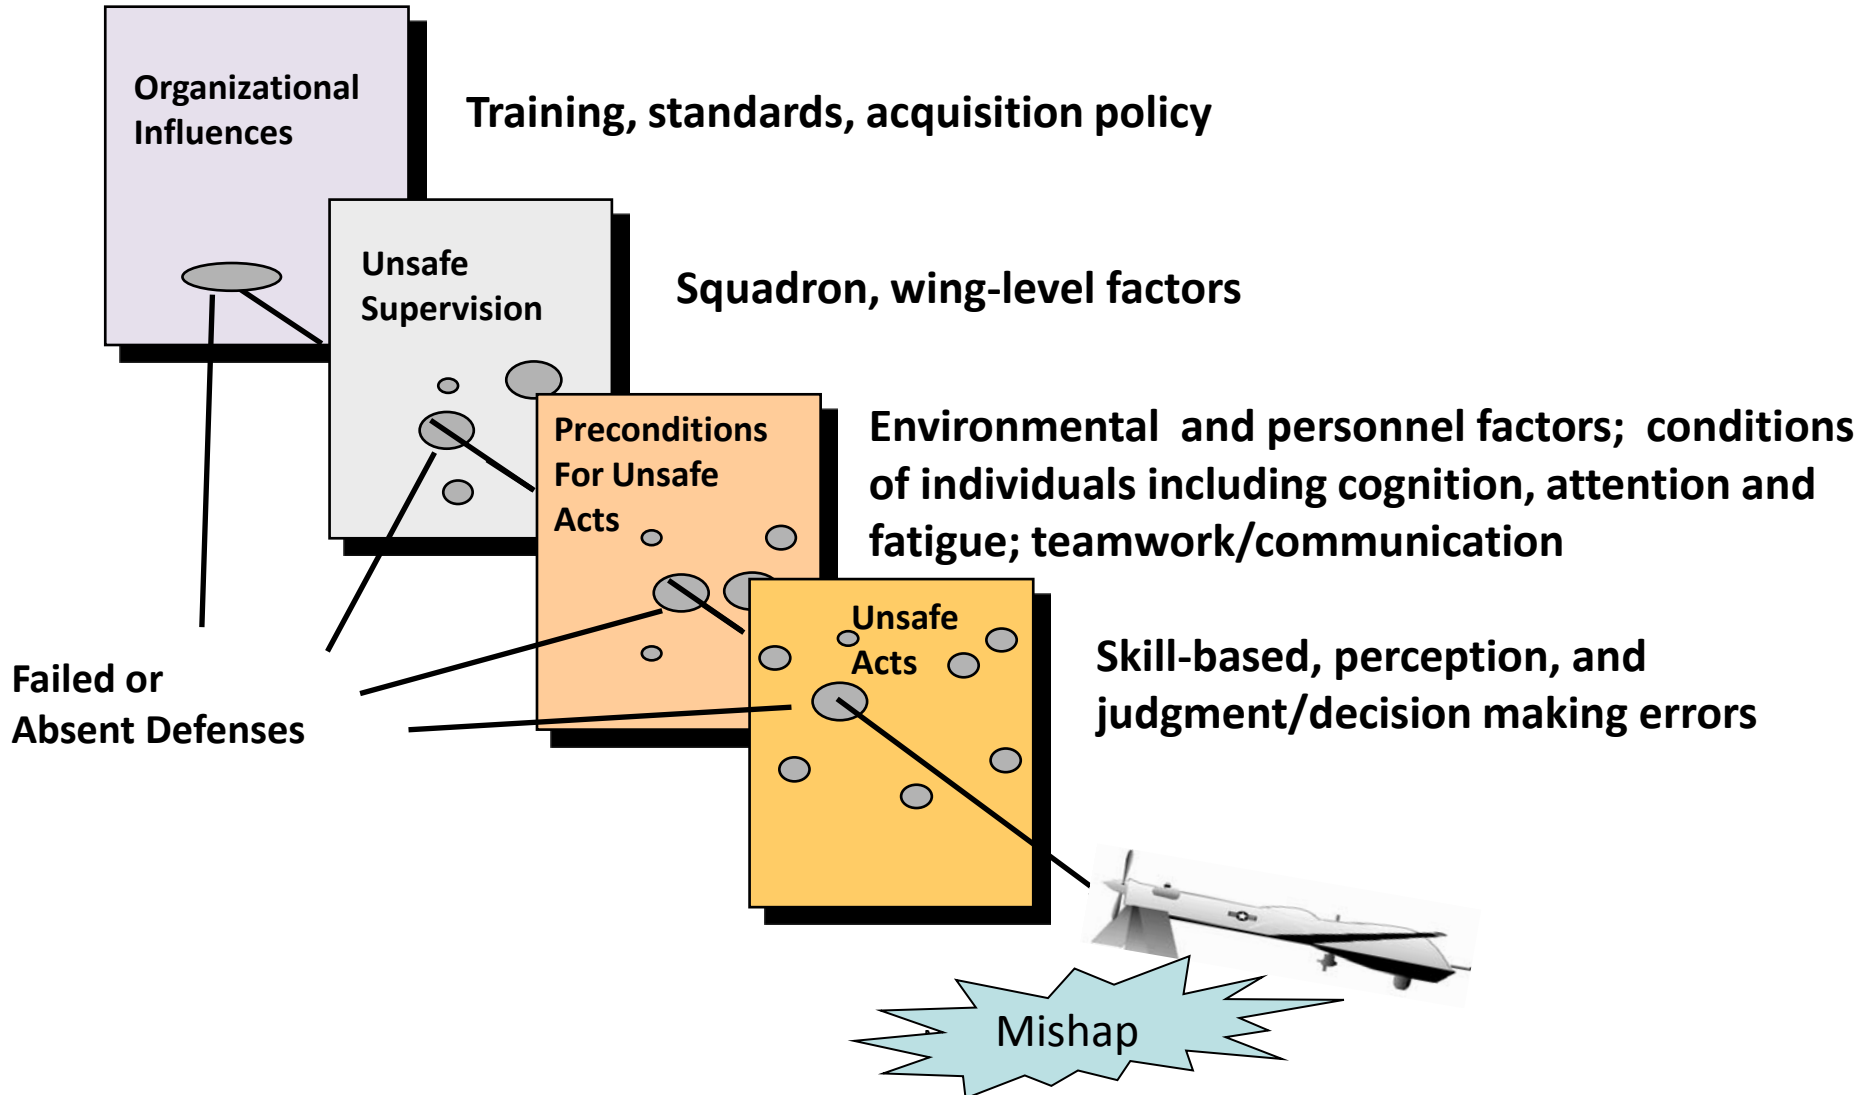 Organizational
Influences
Training, standards, acquisition policy
Unsafe
Supervision
Squadron, wing-level factors
Preconditions
For Unsafe
Acts
Environmental  and personnel factors;  conditions
of individuals including cognition, attention and
fatigue; teamwork/communication
Unsafe
Acts
Skill-based, perception, and
judgment/decision making errors
Failed or
Absent Defenses
Mishap